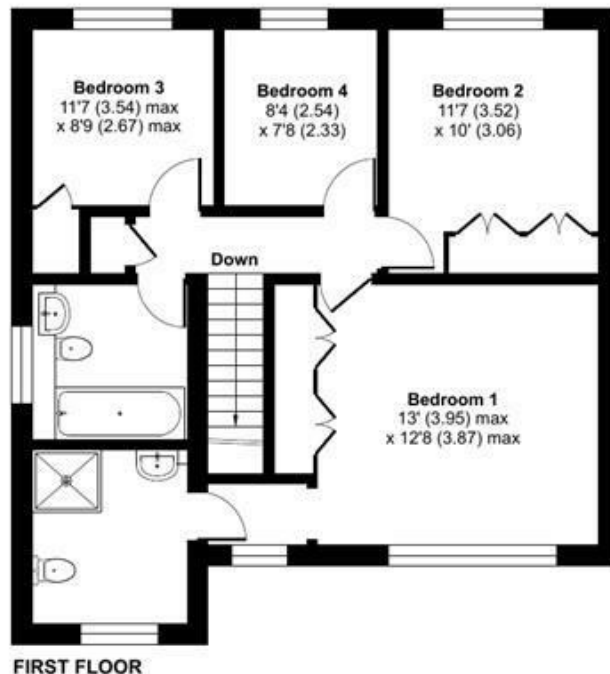 Bedroom 3
11'7 (3.54) max
x 8'9 (2.67) max
Bedroom 4
8'4 (2.54)
x 7'8 (2.33)
Bedroom 2
11'7 (3.52)
x 10' (3.06)
Down
Bedroom 1
13' (3.95) max
x 12'8 (3.87) max
FIRST FLOOR